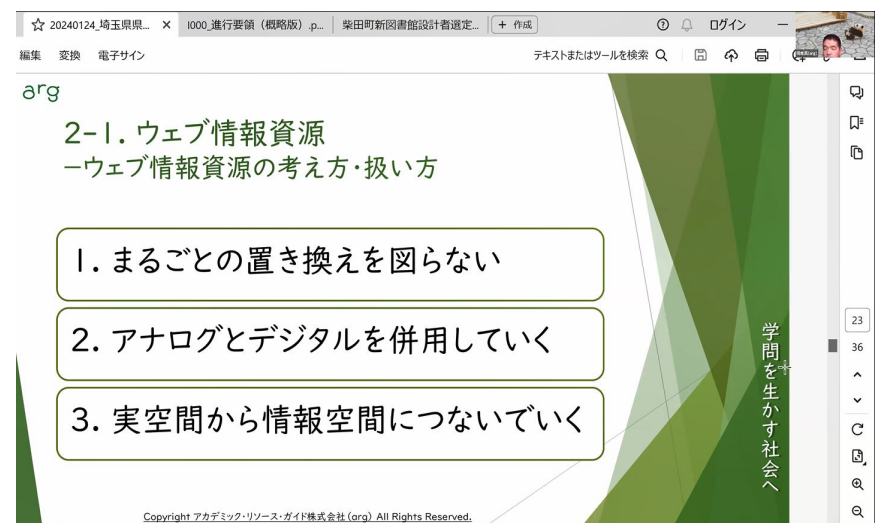 20240124_埼玉県県...
1000_進行要領（概略版）.p...
柴田町新図書館設計者選定...
+ 作成
ログイン
編集 変換 電子サイン
テキストまたはツールを検索
arg
2-1. ウェブ情報資源
－ウェブ情報資源の考え方・扱い方
1. まるごとの置き換えを図らない
2. アナログとデジタルを併用していく
3. 実空間から情報空間につないでいく
学問を生かす社会へ
23
36
Copyright アカデミック・リソース・ガイド株式会社(arg) All Rights Reserved.